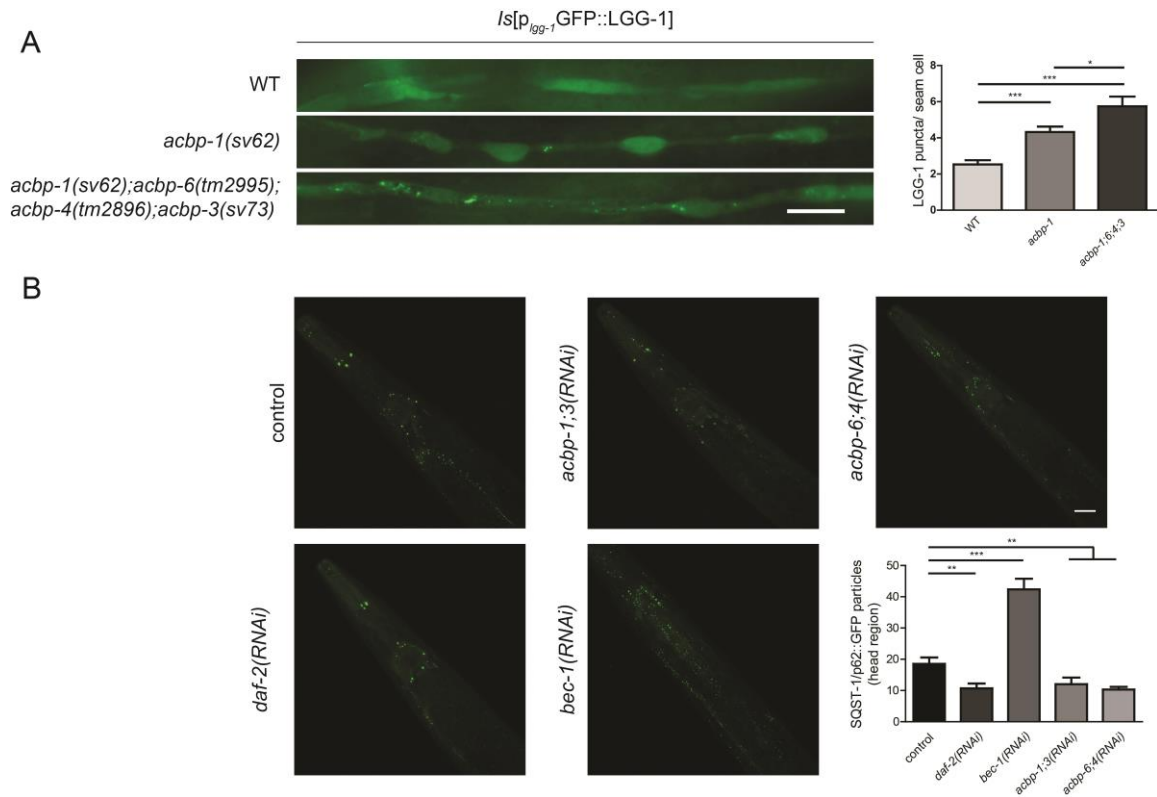 A
Is[p_lgg-1GFP::LGG-1]
WT
acbp-1(sv62)
acbp-1(sv62);acbp-6(tm2995);
acbp-4(tm2896);acbp-3(sv73)
LGG-1 puncta/ seam cell
8
6
4
2
0
*
***
***
WT
acbp-1
acbp-1;6;4;3
B
control
acbp-1;3(RNAi)
acbp-6;4(RNAi)
daf-2(RNAi)
bec-1(RNAi)
SQST-1/p62::GFP particles
(head region)
50
40
30
20
10
0
**
***
**
control
daf-2(RNAi)
bec-1(RNAi)
acbp-1;3(RNAi)
acbp-6;4(RNAi)